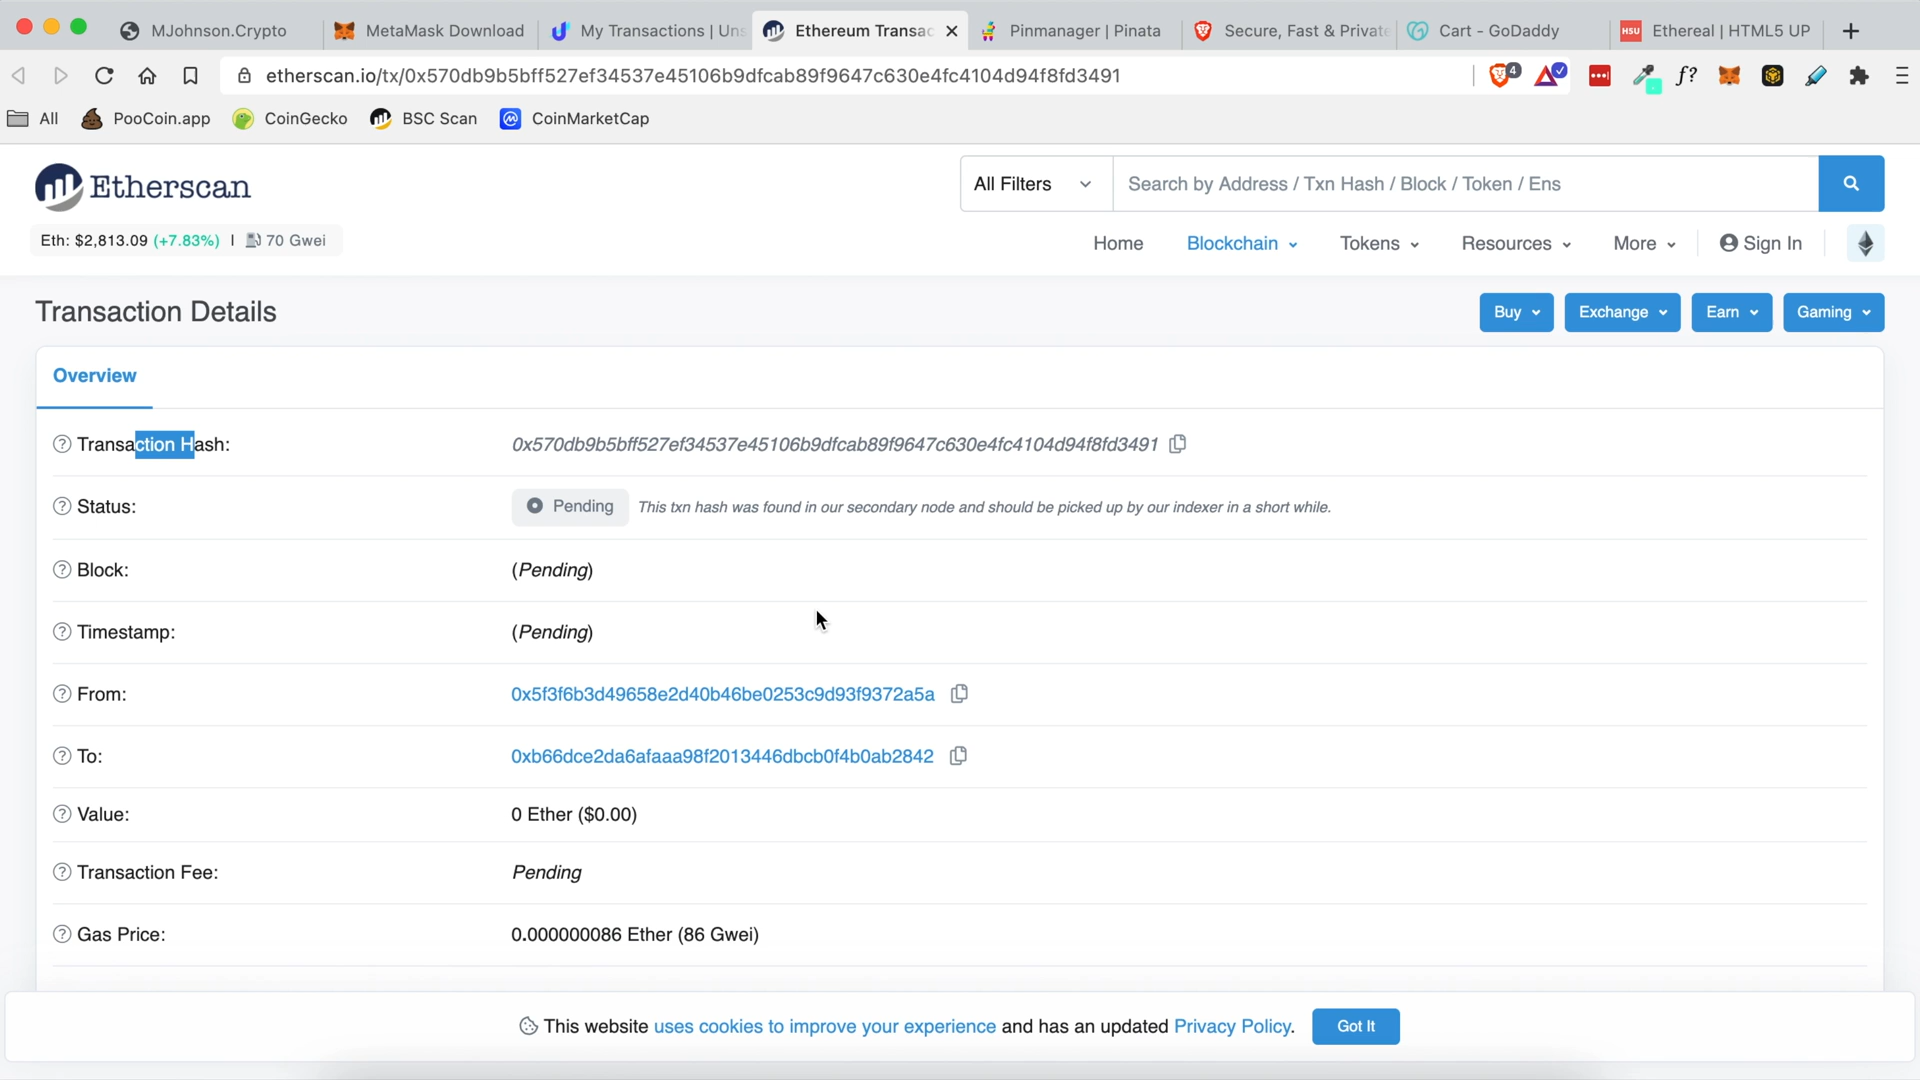 MJohnson.Crypto
MetaMask Download
My Transactions | Uns
Ethereum Transac
Pinmanager | Pinata
Secure, Fast & Private
Cart - GoDaddy
HSU
Ethereal | HTML5 UP
etherscan.io/tx/0x570db9b5bff527ef34537e45106b9dfcab89f9647c630e4fc4104d94f8fd3491
4
f?
All
PooCoin.app
CoinGecko
BSC Scan
CoinMarketCap
Etherscan
All Filters
Search by Address / Txn Hash / Block / Token / Ens
Eth: $2,813.09 (+7.83%) | 70 Gwei
Home
Blockchain
Tokens
Resources
More
Sign In
Transaction Details
Buy
Exchange
Earn
Gaming
Overview
Transaction Hash:
0x570db9b5bff527ef34537e45106b9dfcab89f9647c630e4fc4104d94f8fd3491
Status:
Pending
This txn hash was found in our secondary node and should be picked up by our indexer in a short while.
Block:
(Pending)
Timestamp:
(Pending)
From:
0x5f3f6b3d49658e2d40b46be0253c9d93f9372a5a
To:
0xb66dce2da6afaaa98f2013446dbcb0f4b0ab2842
Value:
0 Ether ($0.00)
Transaction Fee:
Pending
Gas Price:
0.000000086 Ether (86 Gwei)
This website uses cookies to improve your experience and has an updated Privacy Policy.
Got It